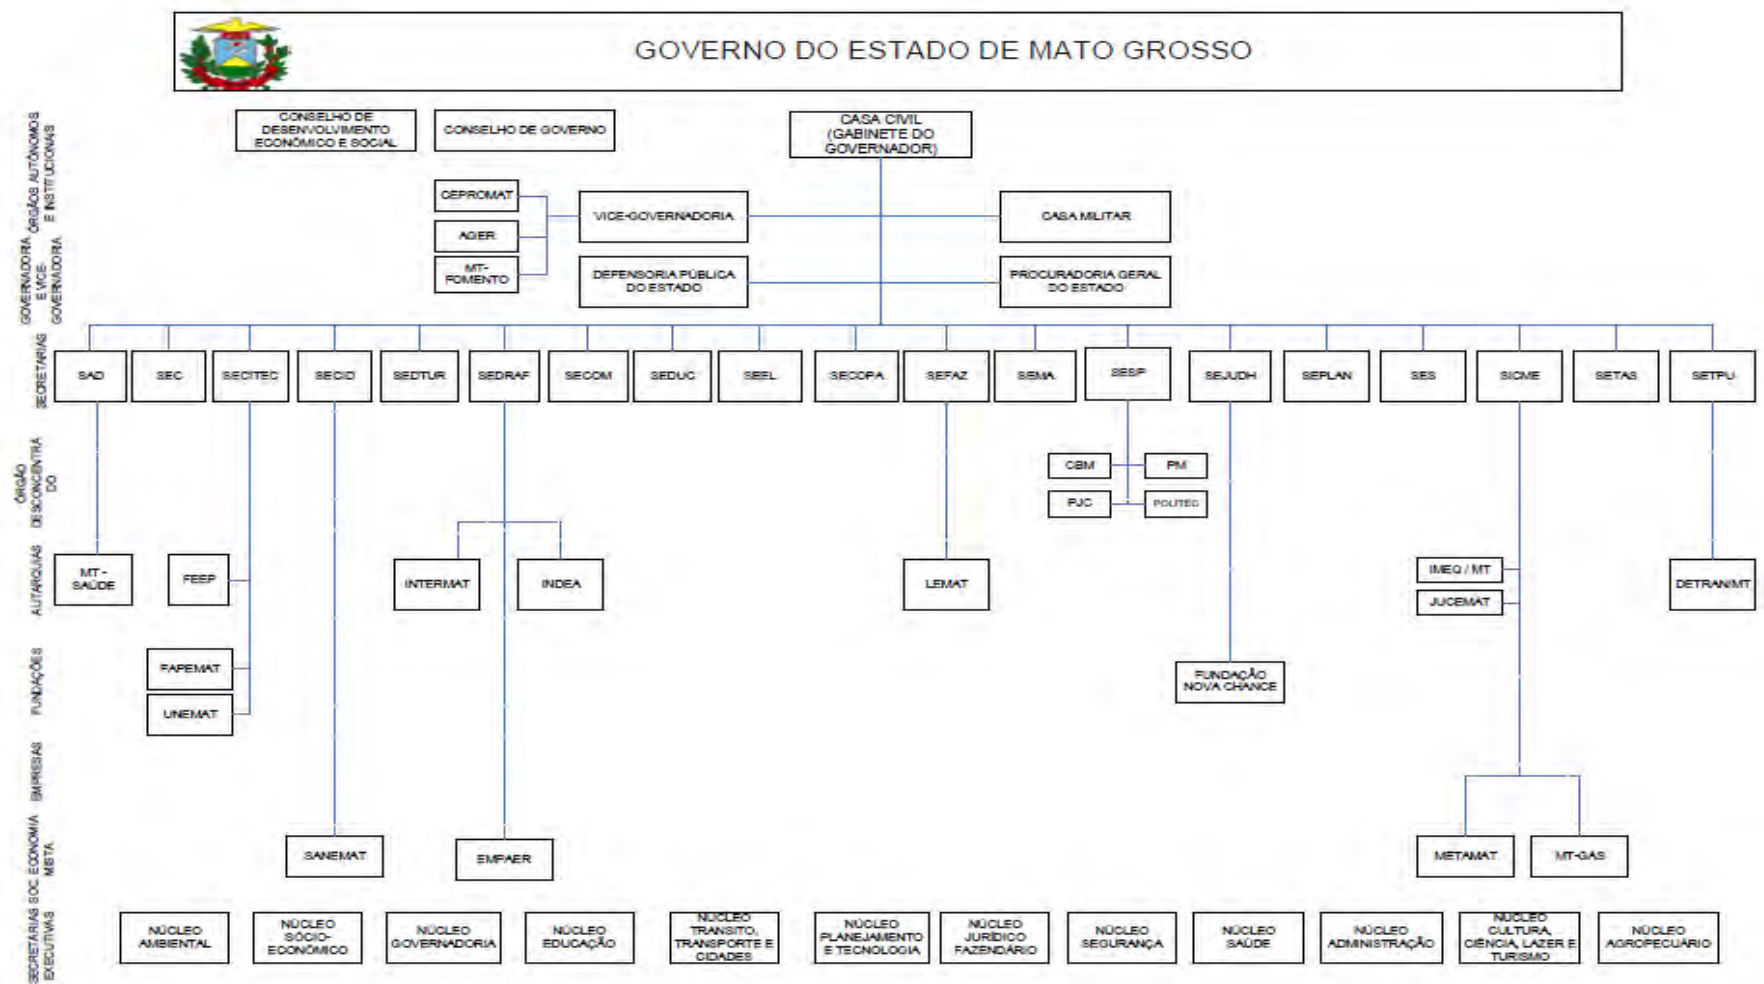 GOVERNO DO ESTADO DE MATO GROSSO
CONSELHO DE
DESENVOLVIMENTO
ECONÔMICO E SOCIAL
CONSELHO DE GOVERNO
CASA CIVIL
(GABINETE DO
GOVERNADOR)
ÓRGÃOS AUTÔNOMOS
E INSTITUCIONAIS
CEPROMAT
AGER
MT-
FOMENTO
VICE-GOVERNADORIA
CASA MILITAR
GOVERNADORIA
E VICE-
GOVERNADORIA
DEFENSORIA PÚBLICA
DO ESTADO
PROCURADORIA GERAL
DO ESTADO
SECRETARIAS
SAD
SEC
SECITEC
SECID
SEDTUR
SEDRAF
SECOM
SEDUC
SEEL
SECOPA
SEFAZ
SEMA
SESP
SEJUDH
SEPLAN
SES
SICME
SETAS
SETPU
ÓRGÃO
DESCONCENTRA
DO
CBM
PM
PJC
POLITEC
AUTARQUIAS
MT -
SAÚDE
FEEP
INTERMAT
INDEA
LEMAT
IMEQ / MT
JUCEMAT
DETRAN/MT
FUNDAÇÕES
FAPEMAT
UNEMAT
FUNDAÇÃO
NOVA CHANCE
EMPRESAS
SOC. ECONOMIA
MISTA
SANEMAT
EMPAER
METAMAT
MT-GÁS
SECRETARIAS
EXECUTIVAS
NÚCLEO
AMBIENTAL
NÚCLEO
SÓCIO-
ECONÔMICO
NÚCLEO
GOVERNADORIA
NÚCLEO
EDUCAÇÃO
NÚCLEO
TRANSITO,
TRANSPORTE E
CIDADES
NÚCLEO
PLANEJAMENTO
E TECNOLOGIA
NÚCLEO
JURÍDICO
FAZENDÁRIO
NÚCLEO
SEGURANÇA
NÚCLEO
SAÚDE
NÚCLEO
ADMINISTRAÇÃO
NÚCLEO
CULTURA,
CIÊNCIA, LAZER E
TURISMO
NÚCLEO
AGROPECUÁRIO